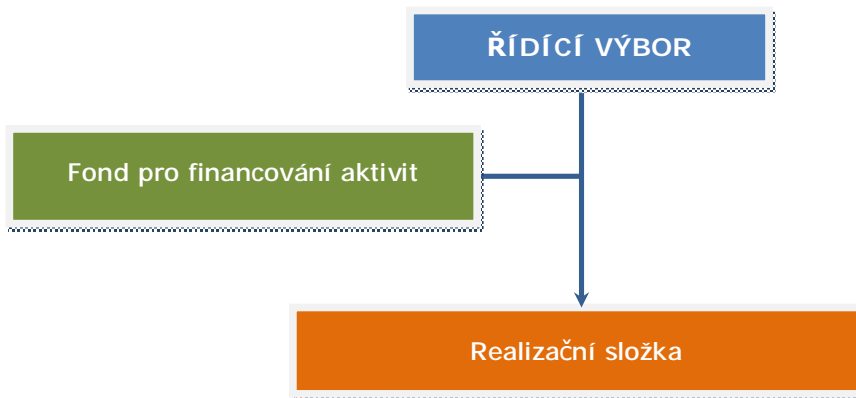 ŘÍDÍCÍ VÝBOR
Fond pro financování aktivit
Realizační složka